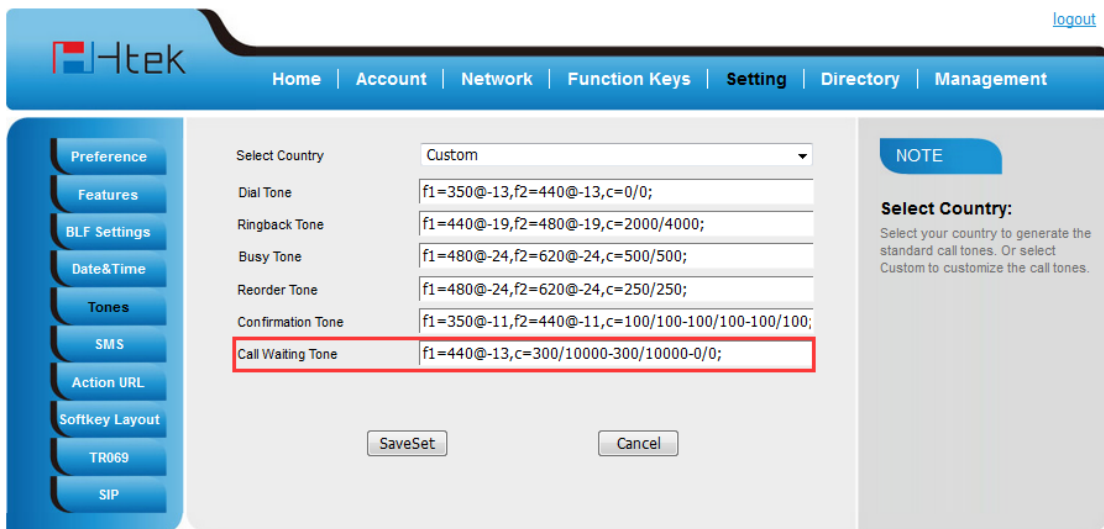 logout
Htek
Home Account Network Function Keys Setting Directory Management
Preference
Features
BLF Settings
Date&Time
Tones
SMS
Action URL
Softkey Layout
TR069
SIP
Select Country Custom
Dial Tone f1=350@-13,f2=440@-13,c=0/0;
Ringback Tone f1=440@-19,f2=480@-19,c=2000/4000;
Busy Tone f1=480@-24,f2=620@-24,c=500/500;
Reorder Tone f1=480@-24,f2=620@-24,c=250/250;
Confirmation Tone f1=350@-11,f2=440@-11,c=100/100-100/100-100/100;
Call Waiting Tone f1=440@-13,c=300/10000-300/10000-0/0;
SaveSet Cancel
NOTE
Select Country:
Select your country to generate the
standard call tones. Or select
Custom to customize the call tones.